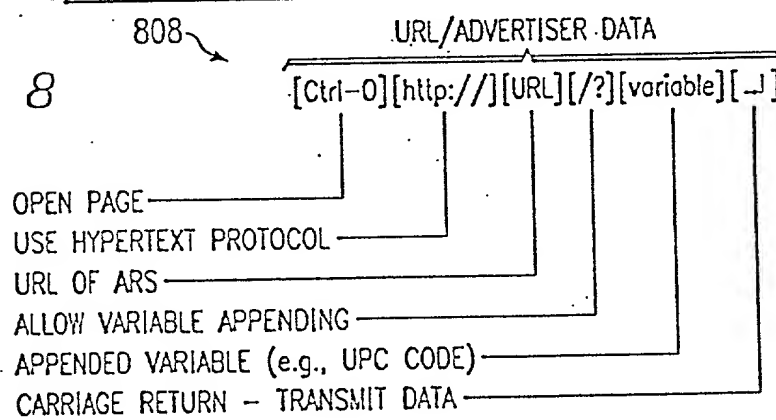 808 URL/ADVERTISER DATA
8
[Ctrl-O][http://][URL][/?][variable][↵]
OPEN PAGE
USE HYPERTEXT PROTOCOL
URL OF ARS
ALLOW VARIABLE APPENDING
APPENDED VARIABLE (e.g., UPC CODE)
CARRIAGE RETURN – TRANSMIT DATA